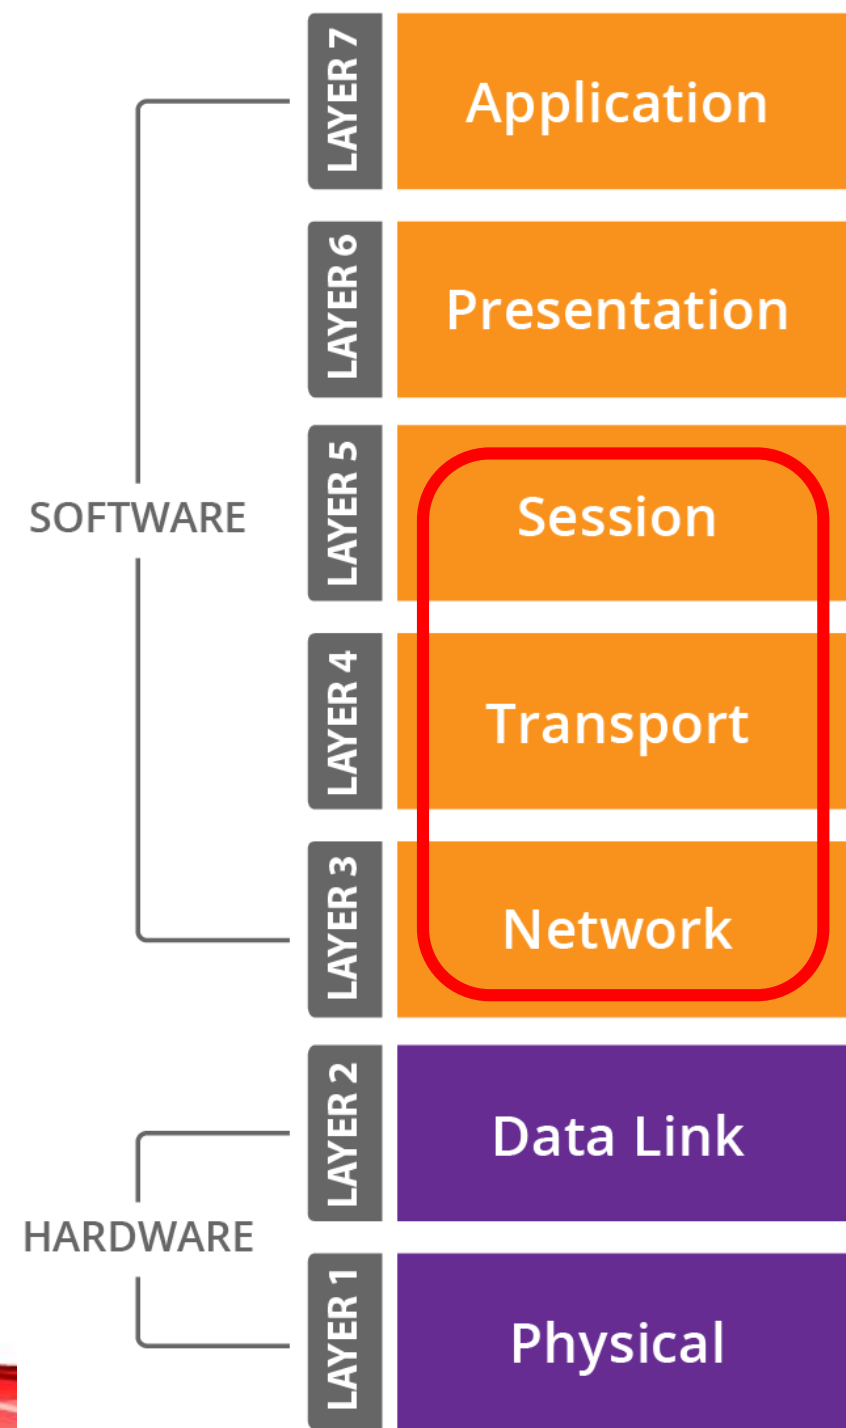 LAYER 7
Application
LAYER 6
Presentation
SOFTWARE
LAYER 5
Session
LAYER 4
Transport
LAYER 3
Network
HARDWARE
LAYER 2
Data Link
LAYER 1
Physical